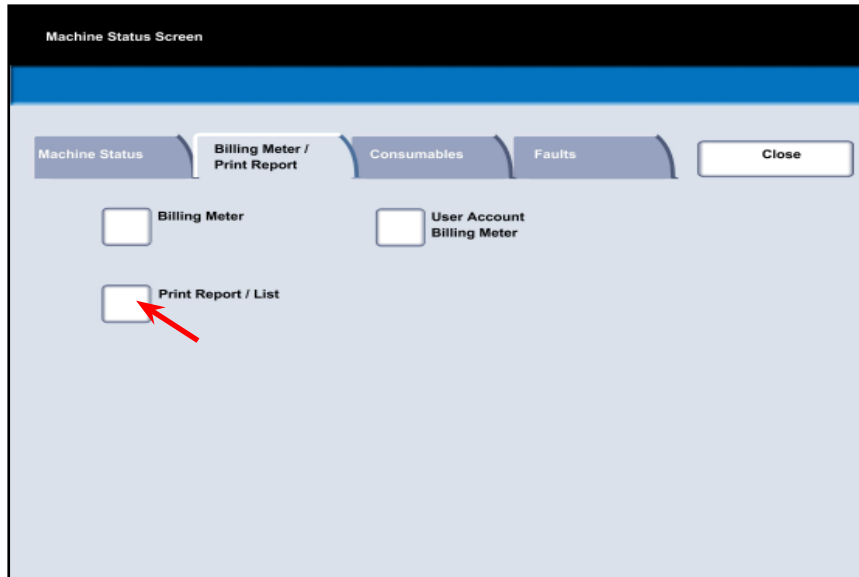 Machine Status Screen
Machine Status
Billing Meter /
Print Report
Consumables
Faults
Close
Billing Meter
User Account
Billing Meter
Print Report / List